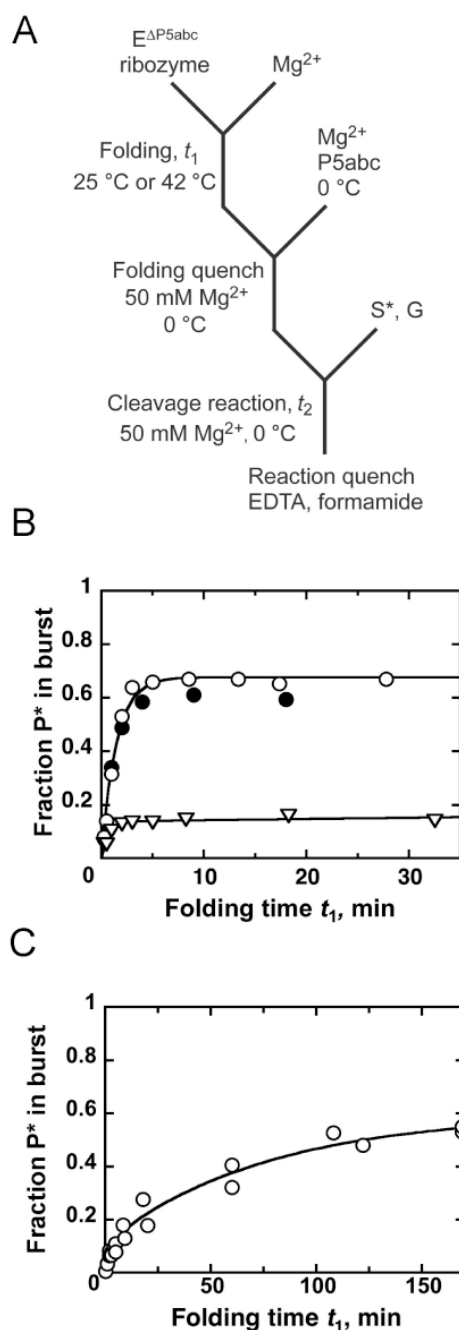 A
E^ΔP5abc
ribozyme
Mg²⁺
Folding, t₁
25 °C or 42 °C
Mg²⁺
P5abc
0 °C
Folding quench
50 mM Mg²⁺
0 °C
S*, G
Cleavage reaction, t₂
50 mM Mg²⁺, 0 °C
Reaction quench
EDTA, formamide
B
Fraction P* in burst
1
0.8
0.6
0.4
0.2
0 10 20 30
Folding time t₁, min
C
Fraction P* in burst
1
0.8
0.6
0.4
0.2
0 50 100 150
Folding time t₁, min